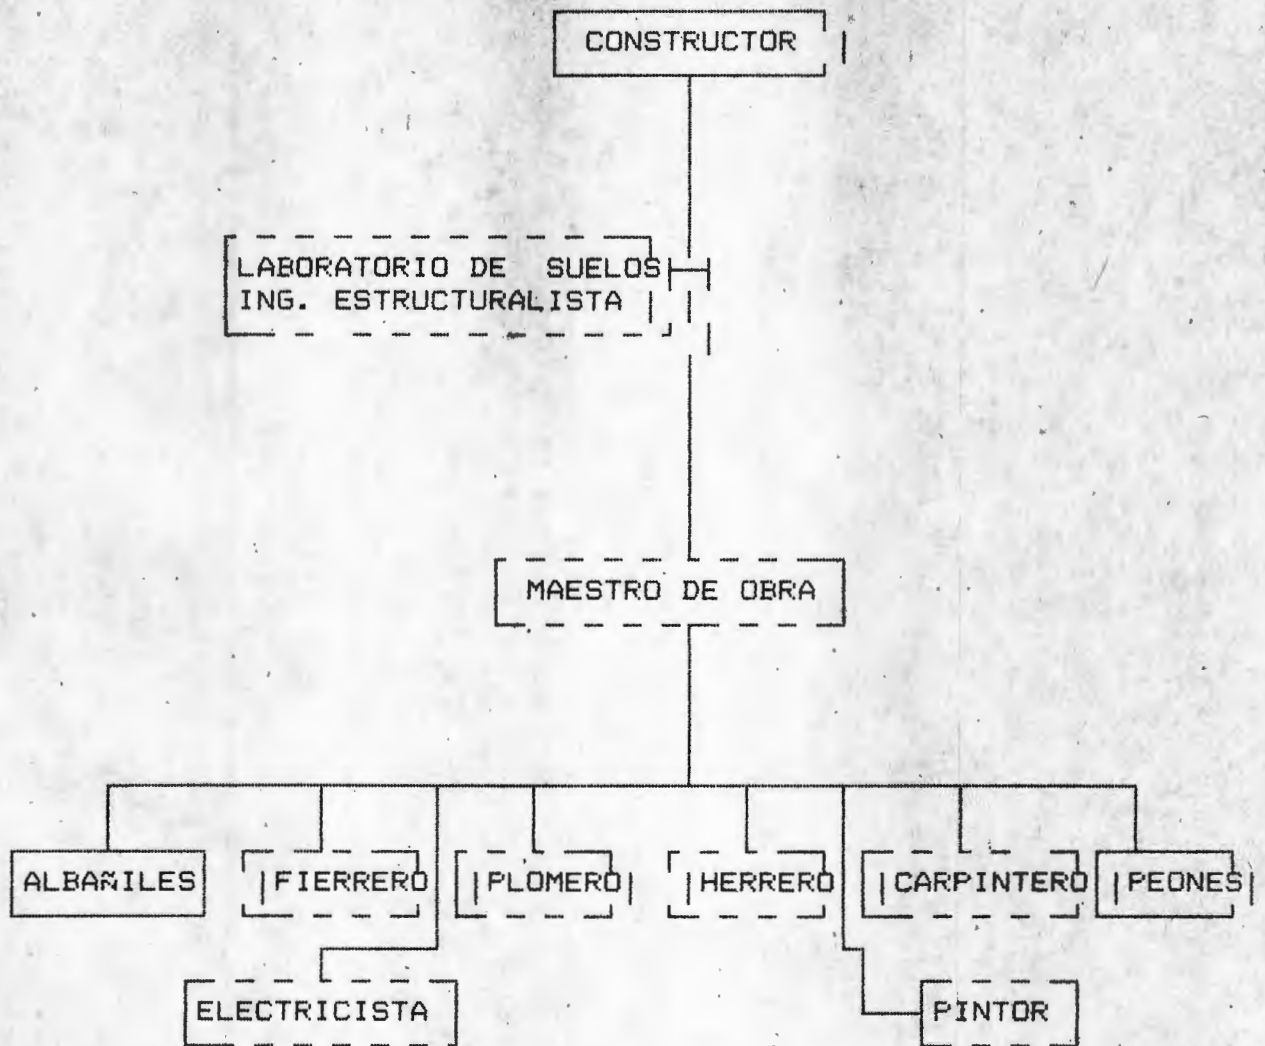 CONSTRUCTOR
LABORATORIO DE SUELOS
ING. ESTRUCTURALISTA
MAESTRO DE OBRA
ALBAÑILES
FIERRERO
PLOMERO
HERRERO
CARPINTERO
PEONES
ELECTRICISTA
PINTOR